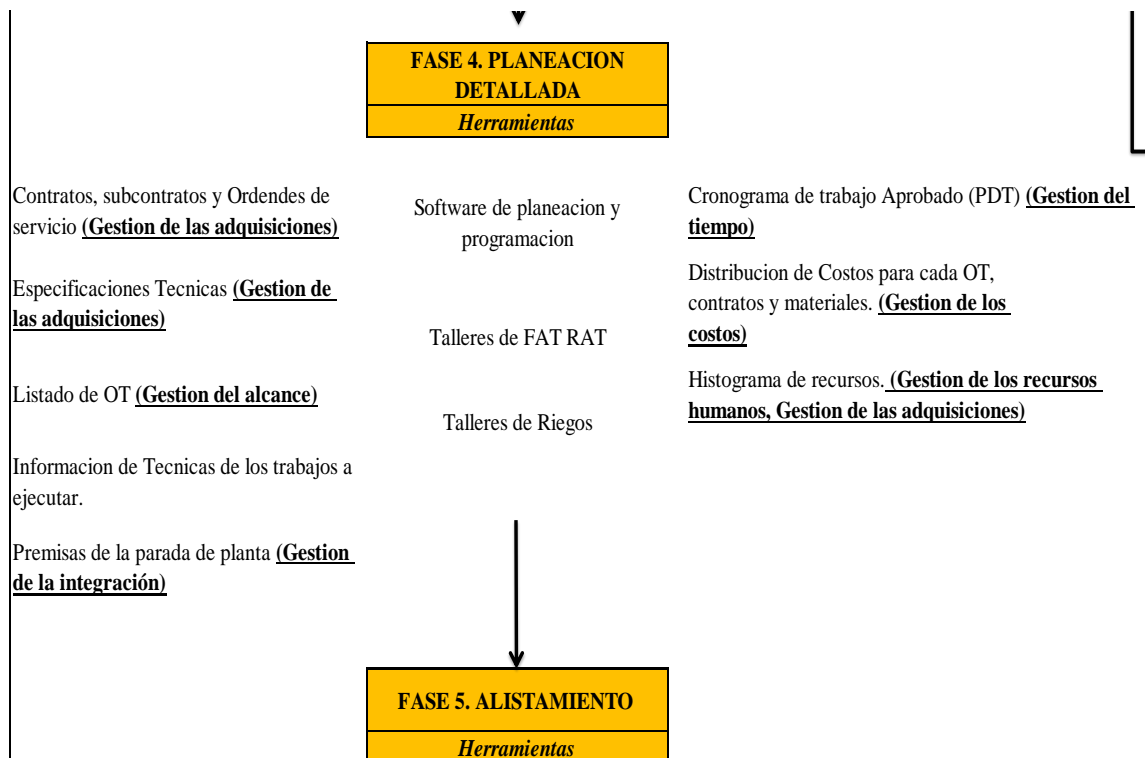 FASE 4. PLANEACION
DETALLADA
Herramientas
Contratos, subcontratos y Ordendes de
servicio (Gestion de las adquisiciones)
Especificaciones Tecnicas (Gestion de
las adquisiciones)
Listado de OT (Gestion del alcance)
Informacion de Tecnicas de los trabajos a
ejecutar.
Premisas de la parada de planta (Gestion
de la integración)
Software de planeacion y
programacion
Talleres de FAT RAT
Talleres de Riegos
Cronograma de trabajo Aprobado (PDT) (Gestion del
tiempo)
Distribucion de Costos para cada OT,
contratos y materiales. (Gestion de los
costos)
Histograma de recursos. (Gestion de los recursos
humanos, Gestion de las adquisiciones)
FASE 5. ALISTAMIENTO
Herramientas